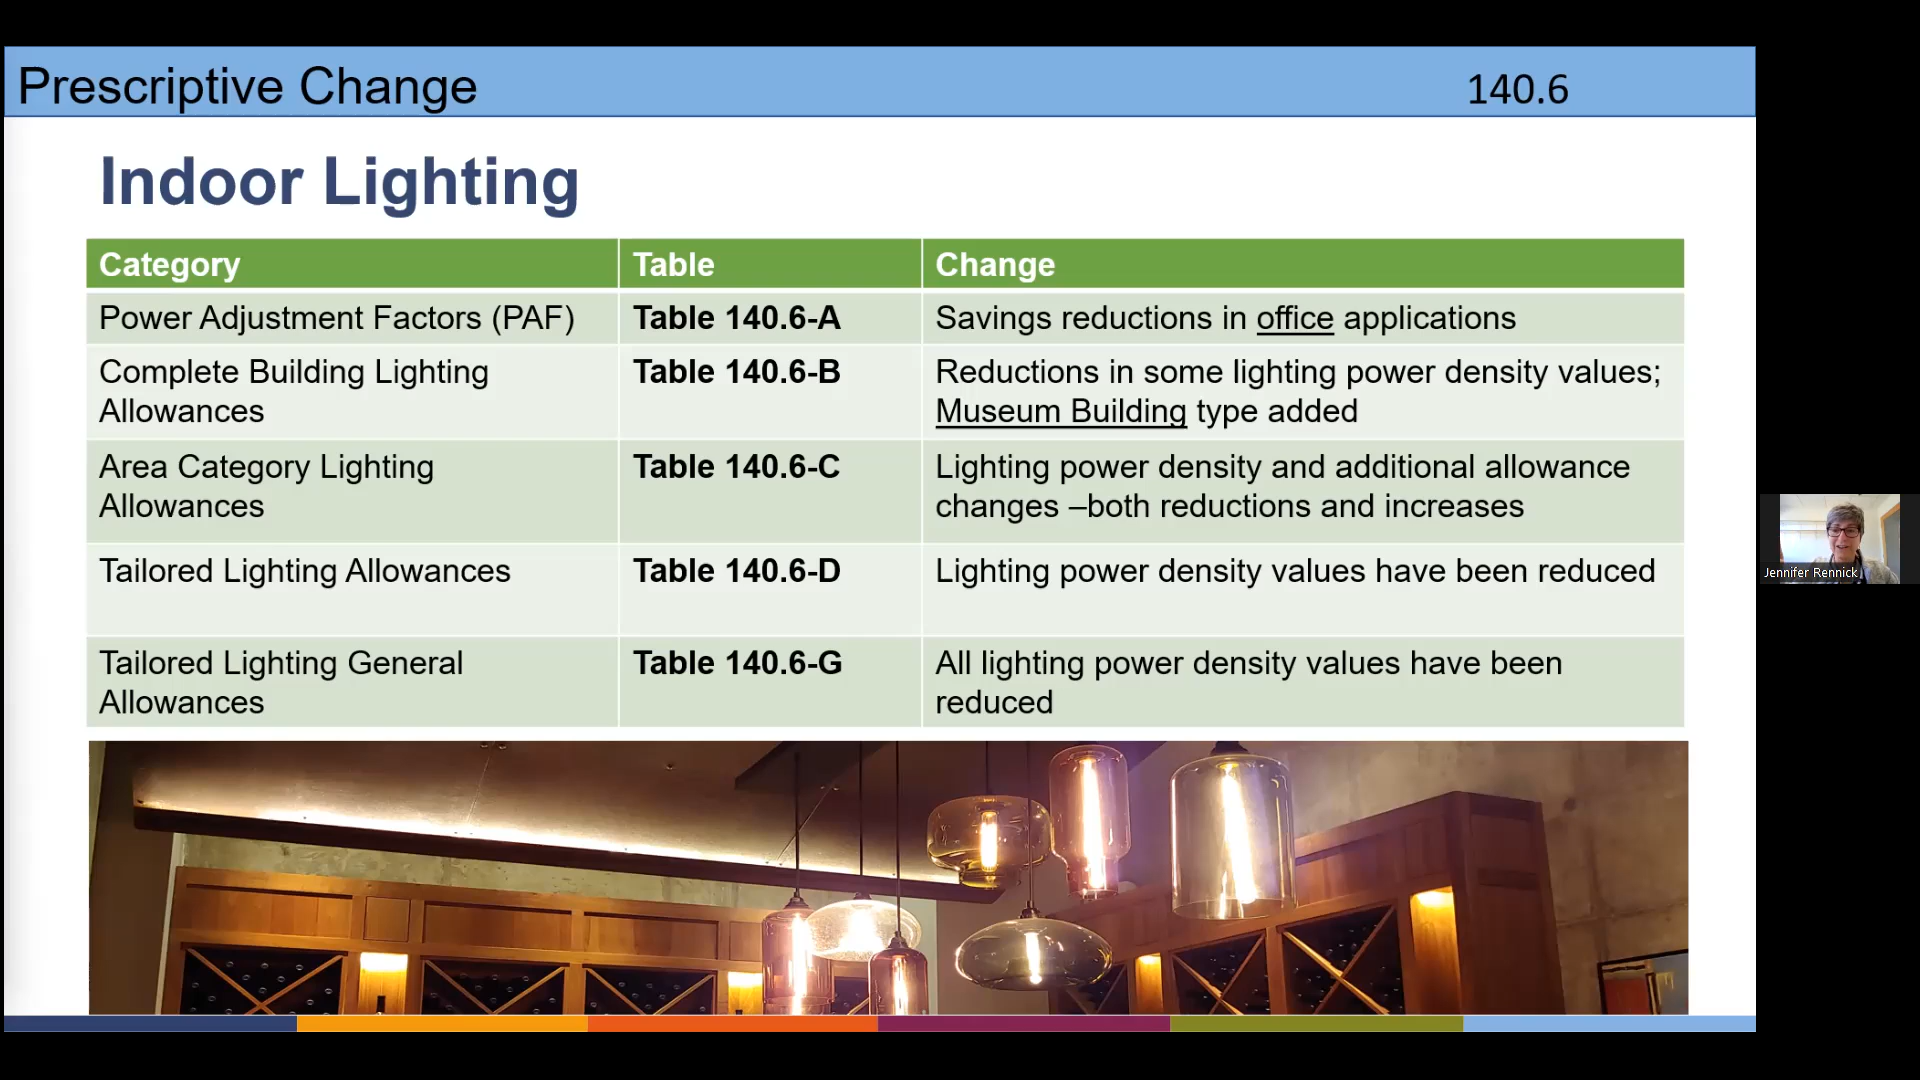 Prescriptive Change
140.6
Indoor Lighting
Category
Table
Change
Power Adjustment Factors (PAF)
Table 140.6-A
Savings reductions in office applications
Complete Building Lighting
Allowances
Table 140.6-B
Reductions in some lighting power density values;
Museum Building type added
Area Category Lighting
Allowances
Table 140.6-C
Lighting power density and additional allowance
changes –both reductions and increases
Tailored Lighting Allowances
Table 140.6-D
Lighting power density values have been reduced
Tailored Lighting General
Allowances
Table 140.6-G
All lighting power density values have been
reduced
Jennifer Rennick